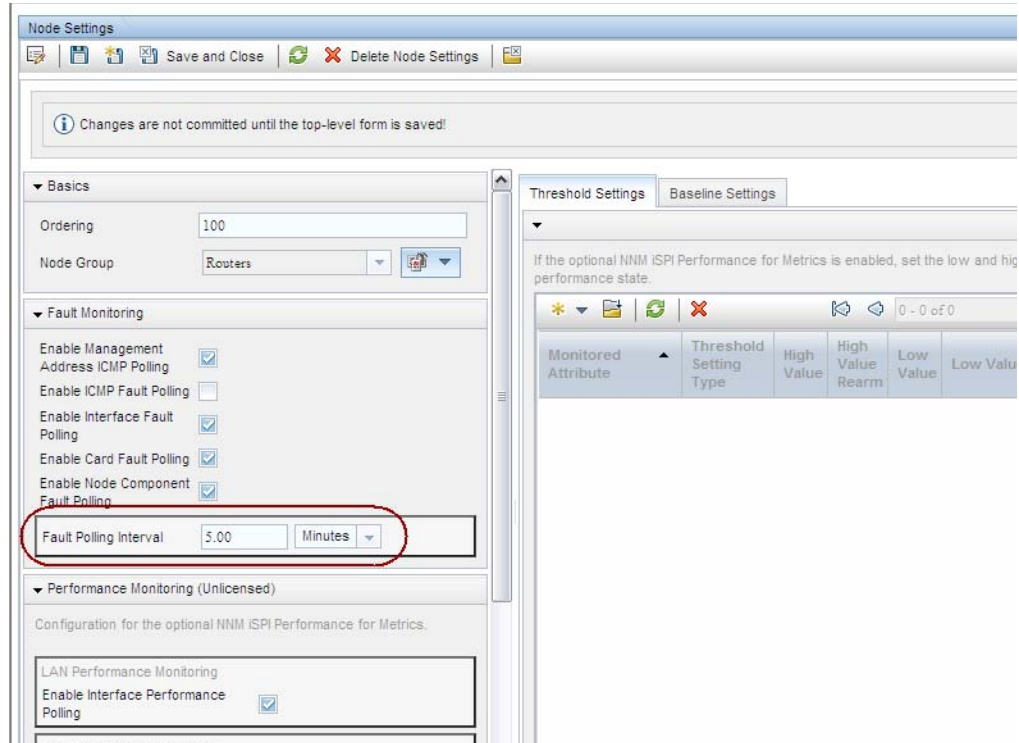 Node Settings
Save and Close
Delete Node Settings
Changes are not committed until the top-level form is saved!
Basics
Ordering
100
Node Group
Routers
Fault Monitoring
Enable Management
Address ICMP Polling
Enable ICMP Fault Polling
Enable Interface Fault
Polling
Enable Card Fault Polling
Enable Node Component
Fault Polling
Fault Polling Interval
5.00
Minutes
Performance Monitoring (Unlicensed)
Configuration for the optional NNM iSPI Performance for Metrics.
LAN Performance Monitoring
Enable Interface Performance
Polling
Threshold Settings
Baseline Settings
If the optional NNM iSPI Performance for Metrics is enabled, set the low and hig
performance state.
0 - 0 of 0
Monitored
Attribute
Threshold
Setting
Type
High
Value
High
Value
Rearm
Low
Value
Low Valu